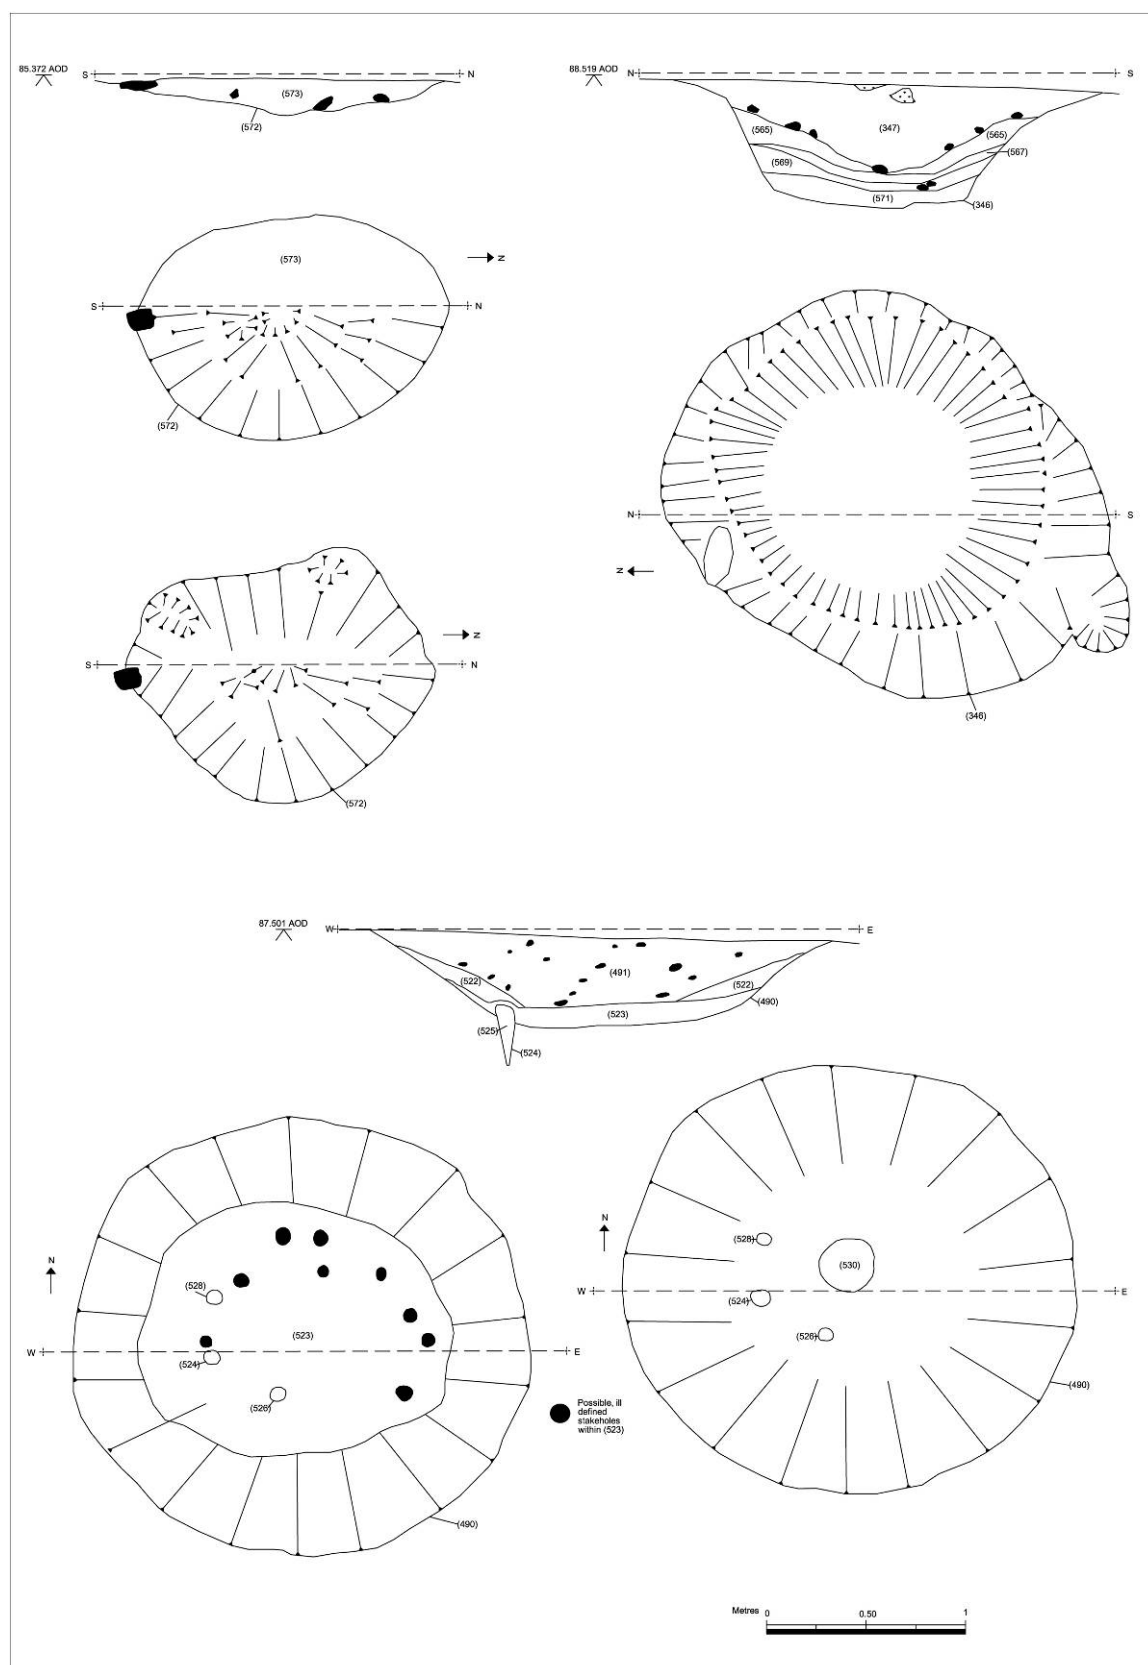 85.372 AOD
S
N
(573)
(572)
88.519 AOD
N
S
(347)
(565)
(565)
(567)
(569)
(571)
(346)
(573)
N
S
N
(572)
N
S
N
(346)
N
S
N
(572)
87.501 AOD
W
E
(491)
(522)
(522)
(490)
(523)
(525)
(524)
N
(528)
(523)
W
E
(524)
(526)
(490)
Possible, ill
defined
stakeholes
within (523)
N
(528)
(530)
W
E
(524)
(526)
(490)
Metres 0 0.50 1